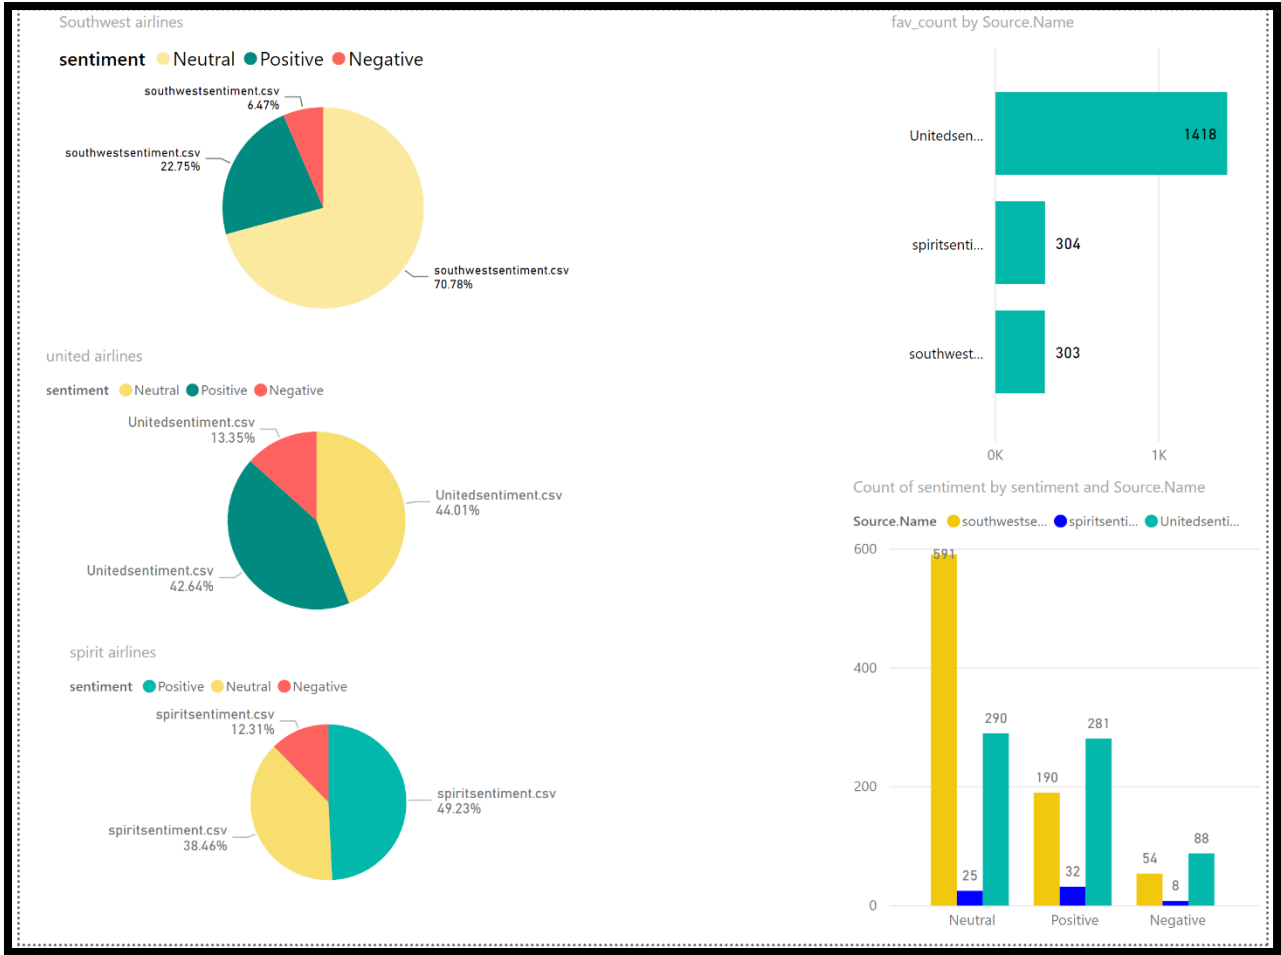 Southwest airlines
sentiment Neutral Positive Negative
southwestsentiment.csv
6.47%
southwestsentiment.csv
22.75%
southwestsentiment.csv
70.78%
united airlines
sentiment Neutral Positive Negative
Unitedsentiment.csv
13.35%
Unitedsentiment.csv
44.01%
Unitedsentiment.csv
42.64%
spirit airlines
sentiment Positive Neutral Negative
spiritsentiment.csv
12.31%
spiritsentiment.csv
49.23%
spiritsentiment.csv
38.46%
fav_count by Source.Name
Unitedsen... 1418
spiritsenti... 304
southwest... 303
0K 1K
Count of sentiment by sentiment and Source.Name
Source.Name southwestse... spiritsenti... Unitedsenti...
600
591
400
290
281
200
190
88
54
25
32
8
0
Neutral Positive Negative